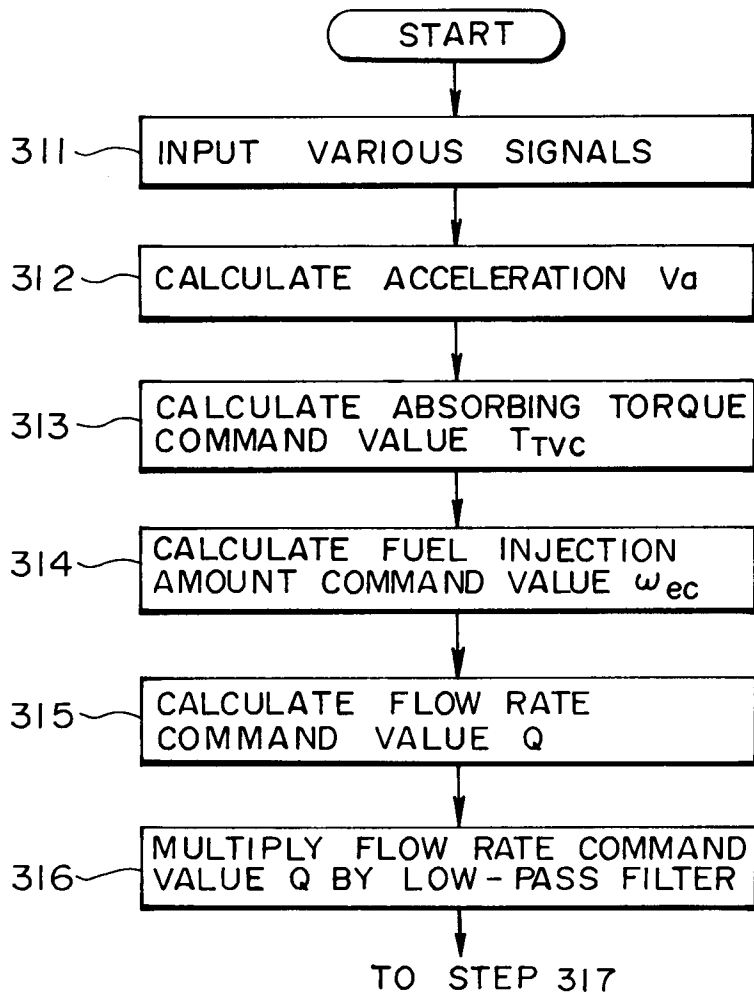 START
311
INPUT VARIOUS SIGNALS
312
CALCULATE ACCELERATION Va
313
CALCULATE ABSORBING TORQUE
COMMAND VALUE TTVC
314
CALCULATE FUEL INJECTION
AMOUNT COMMAND VALUE ωec
315
CALCULATE FLOW RATE
COMMAND VALUE Q
316
MULTIPLY FLOW RATE COMMAND
VALUE Q BY LOW-PASS FILTER
TO STEP 317